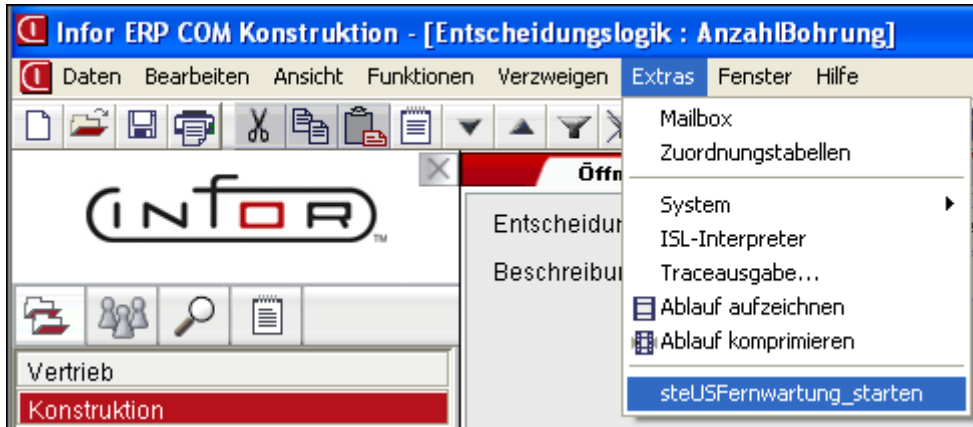 Infor ERP COM Konstruktion - [Entscheidungslogik : AnzahlBohrung]
Daten Bearbeiten Ansicht Funktionen Verzweigen Extras Fenster Hilfe
Mailbox
Zuordnungstabellen
System
ISL-Interpreter
Traceausgabe...
Ablauf aufzeichnen
Ablauf komprimieren
steUSFernwartung_starten
INFOR TM
Vertrieb
Konstruktion